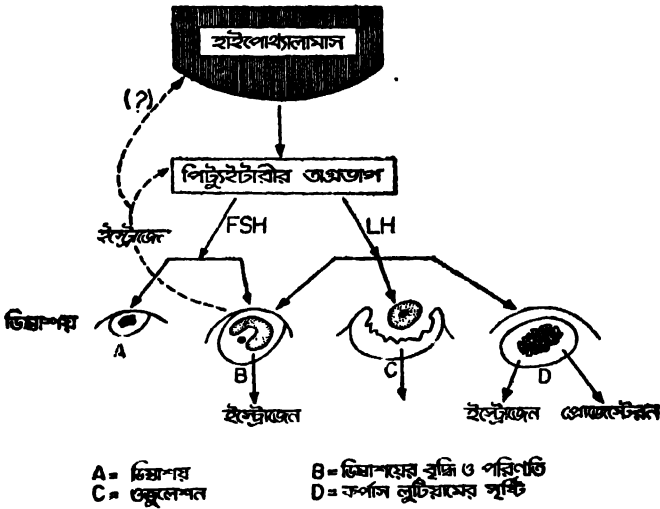 হাইপোথ্যালামাস
(?)
পিট্যুইটারীর অগ্রভাগ
ইস্ট্রোজেন
FSH
LH
ডিম্বাশয়
A
B
C
D
ইস্ট্রোজেন
ইস্ট্রোজেন প্রোজেস্টেরন
A = ডিম্বাশয়
B = ডিম্বাশয়ের বৃদ্ধি ও পরিণতি
C = ওভ্যুলেশন
D = কর্পাস লুটিয়ামের সৃষ্টি